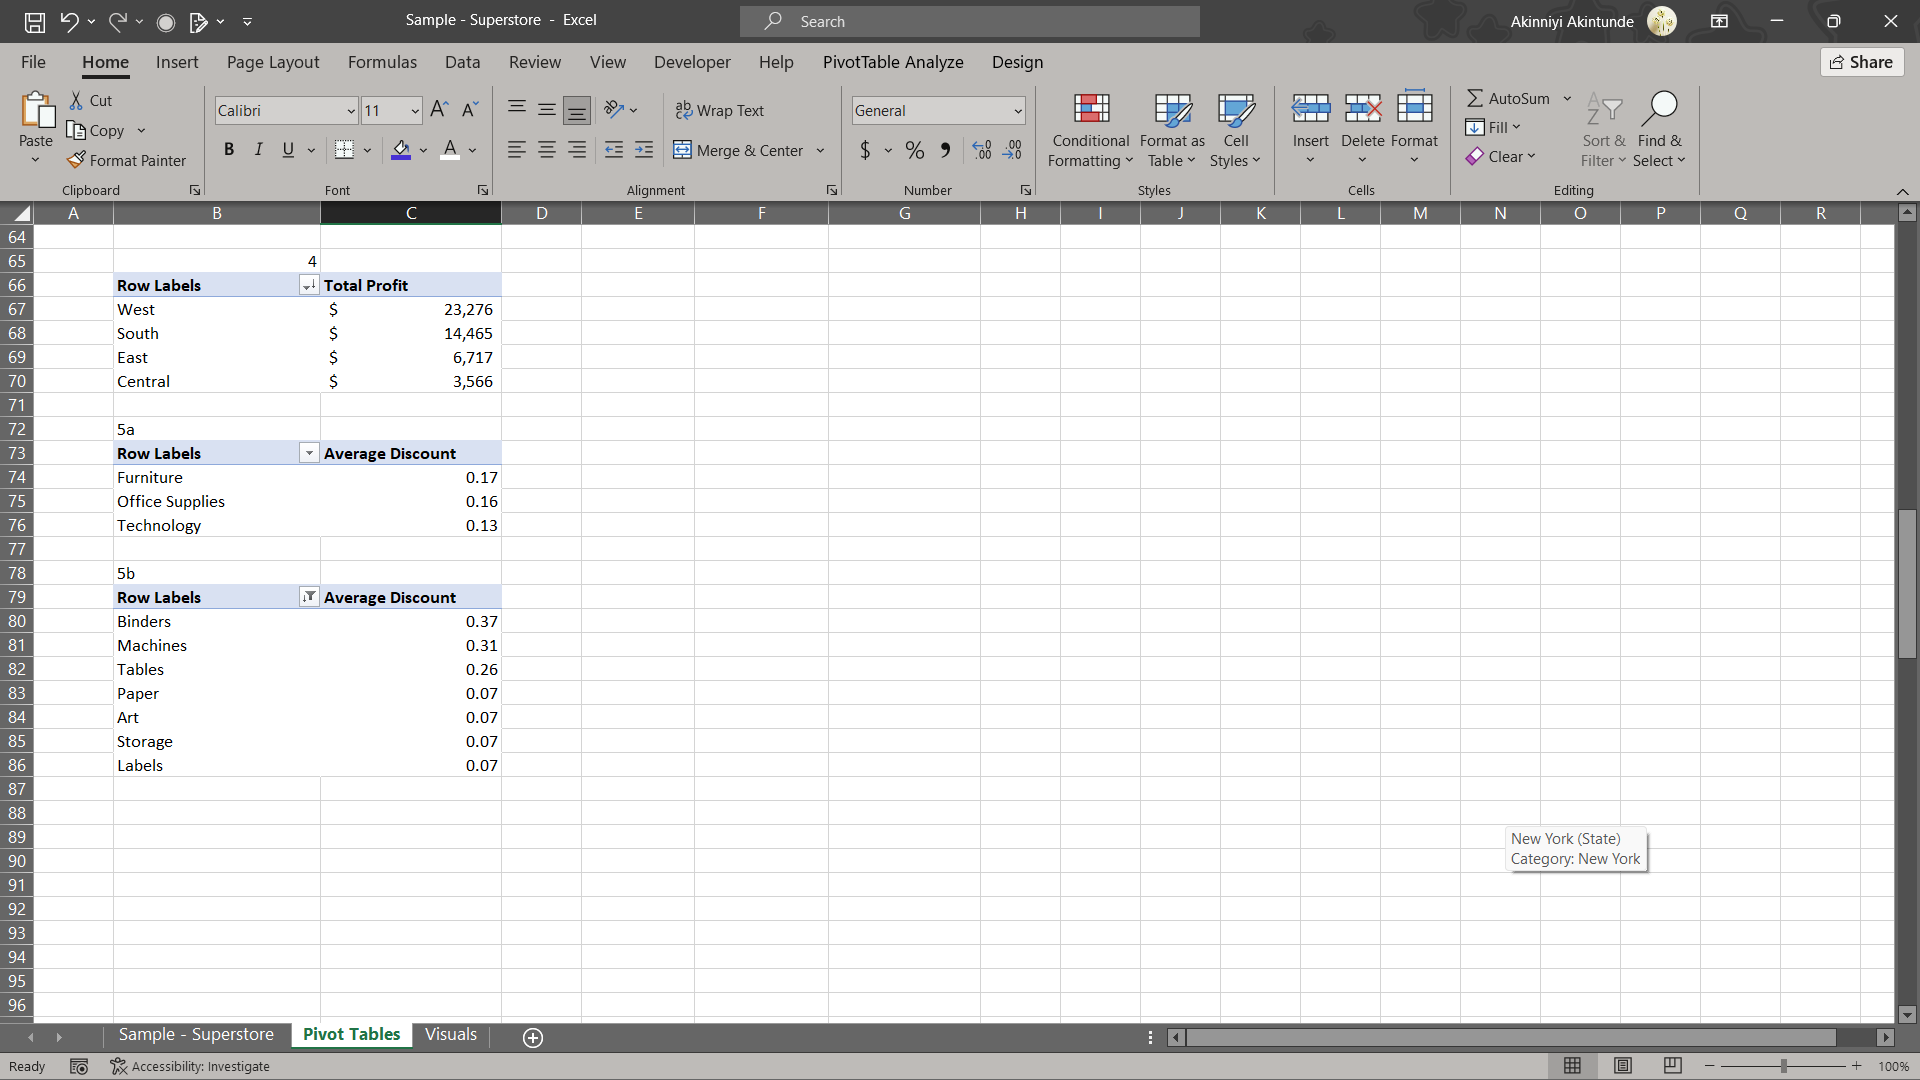 Sample - Superstore - Excel
Search
Akinniyi Akintunde
File Home Insert Page Layout Formulas Data Review View Developer Help PivotTable Analyze Design Share
Paste
Cut
Copy
Format Painter
Clipboard
Calibri 11
B I U
Font
Wrap Text
Merge & Center
Alignment
General
$ % ,
Number
Conditional Formatting
Format as Table
Cell Styles
Styles
Insert
Delete
Format
Cells
AutoSum
Fill
Clear
Sort & Filter
Find & Select
Editing
A B C D E F G H I J K L M N O P Q R
64
65 4
66 Row Labels Total Profit
67 West $ 23,276
68 South $ 14,465
69 East $ 6,717
70 Central $ 3,566
71
72 5a
73 Row Labels Average Discount
74 Furniture 0.17
75 Office Supplies 0.16
76 Technology 0.13
77
78 5b
79 Row Labels Average Discount
80 Binders 0.37
81 Machines 0.31
82 Tables 0.26
83 Paper 0.07
84 Art 0.07
85 Storage 0.07
86 Labels 0.07
87
88
89
New York (State)
Category: New York
90
91
92
93
94
95
96
Sample - Superstore Pivot Tables Visuals
Ready Accessibility: Investigate 100%